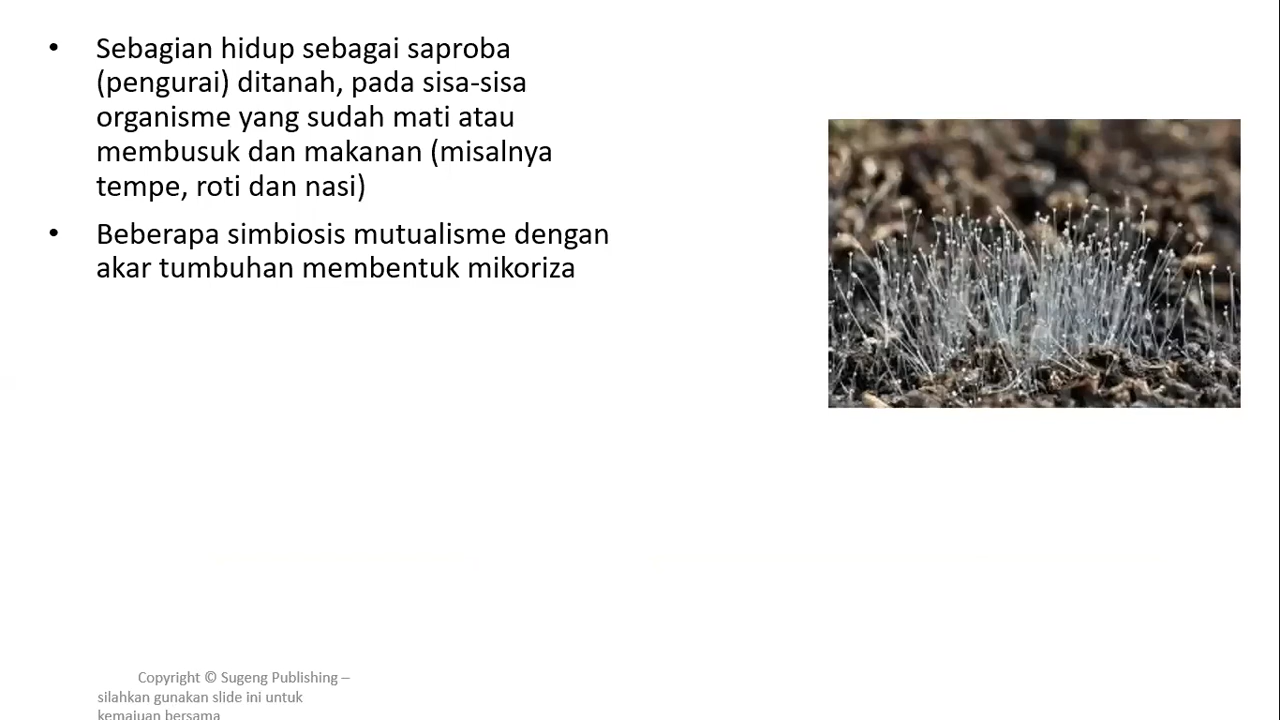 • Sebagian hidup sebagai saproba
(pengurai) ditanah, pada sisa-sisa
organisme yang sudah mati atau
membusuk dan makanan (misalnya
tempe, roti dan nasi)
• Beberapa simbiosis mutualisme dengan
akar tumbuhan membentuk mikoriza
Copyright © Sugeng Publishing –
silahkan gunakan slide ini untuk
kemajuan bersama